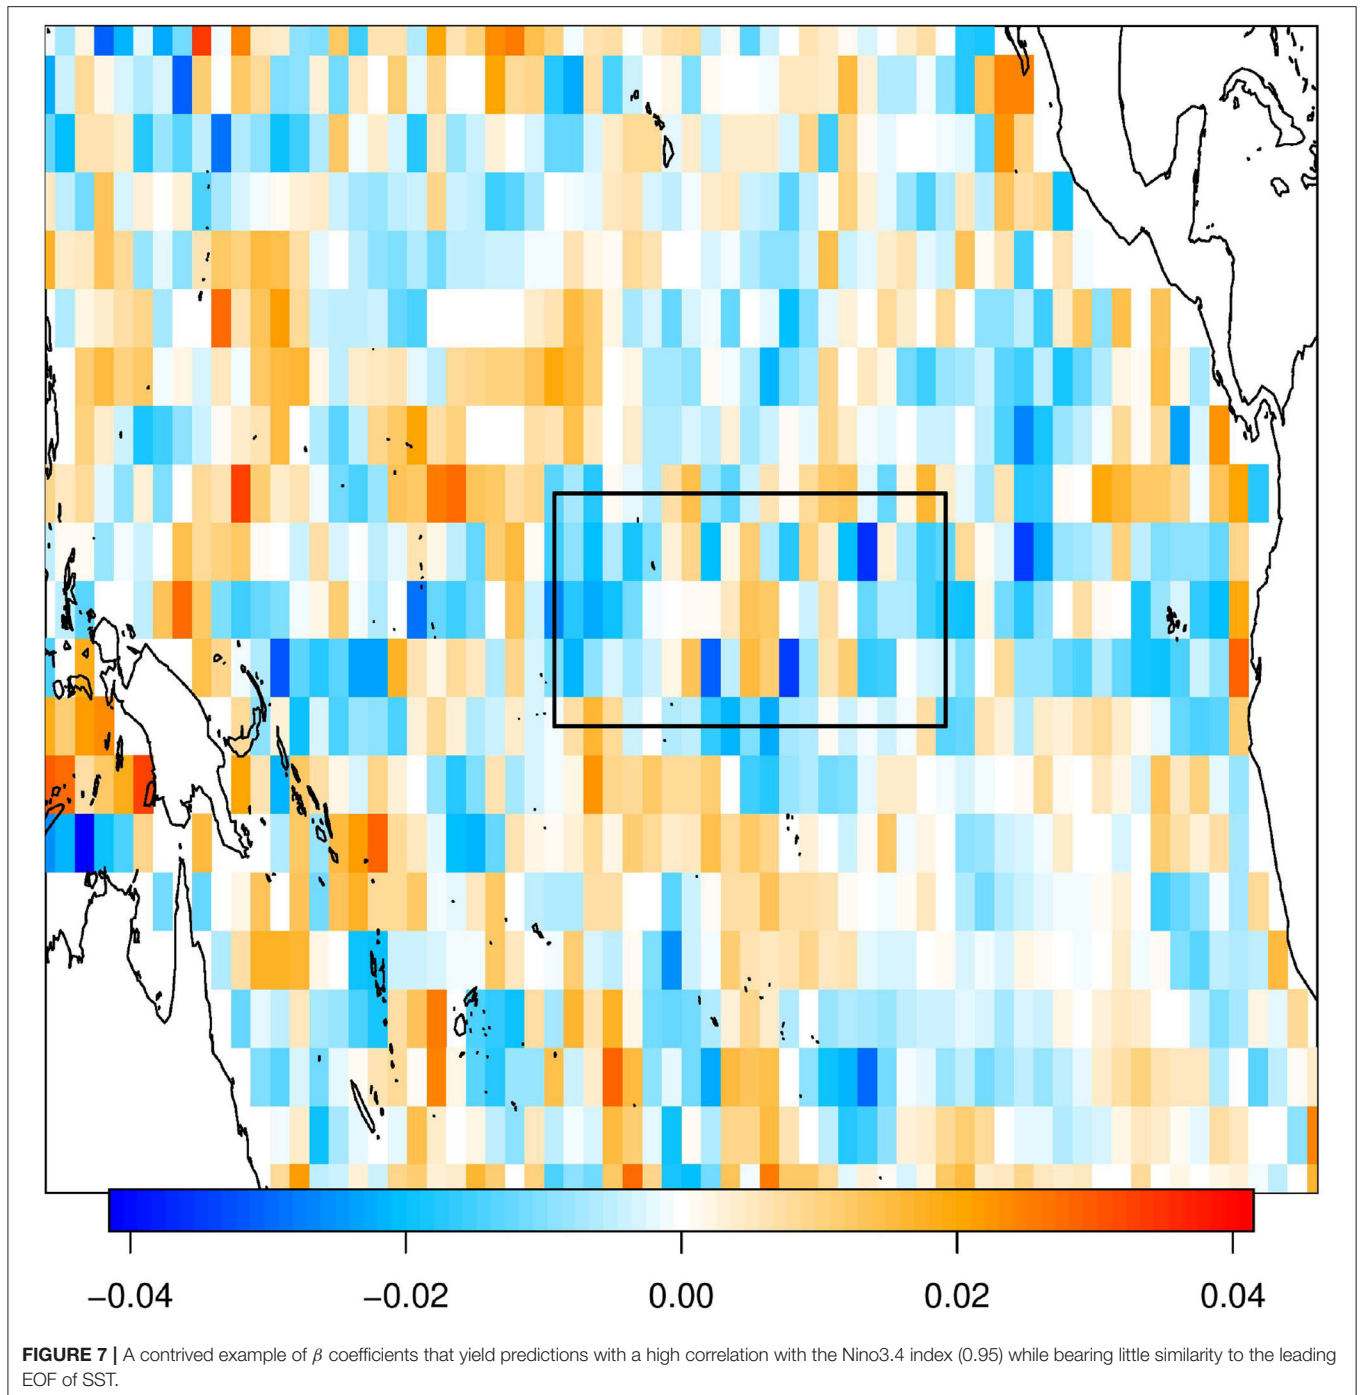 −0.04 −0.02 0.00 0.02 0.04
FIGURE 7 | A contrived example of β coefficients that yield predictions with a high correlation with the Nino3.4 index (0.95) while bearing little similarity to the leading
EOF of SST.